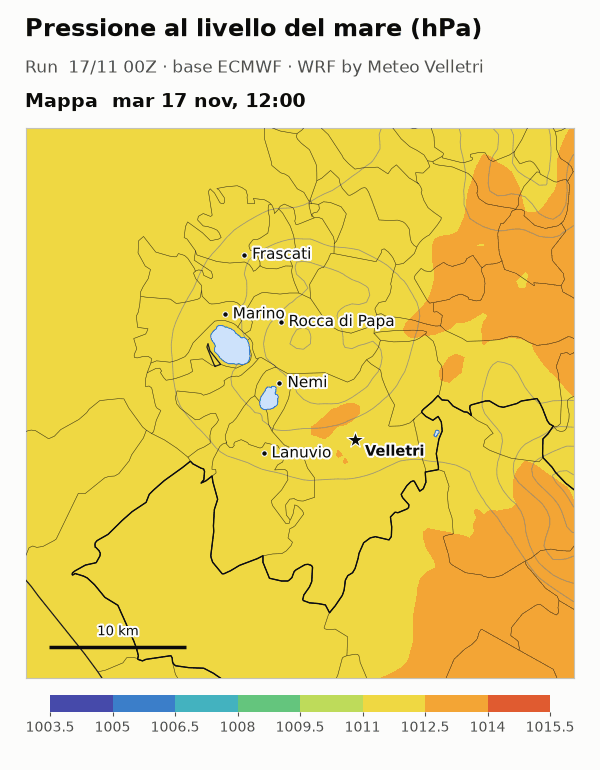 Pressione al livello del mare (hPa)
Run  17/11 00Z · base ECMWF · WRF by Meteo Velletri
Mappa  mar 17 nov, 12:00
Frascati
Marino
Rocca di Papa
Nemi
Velletri
Lanuvio
10 km
1003.5 1005 1006.5 1008 1009.5 1011 1012.5 1014 1015.5